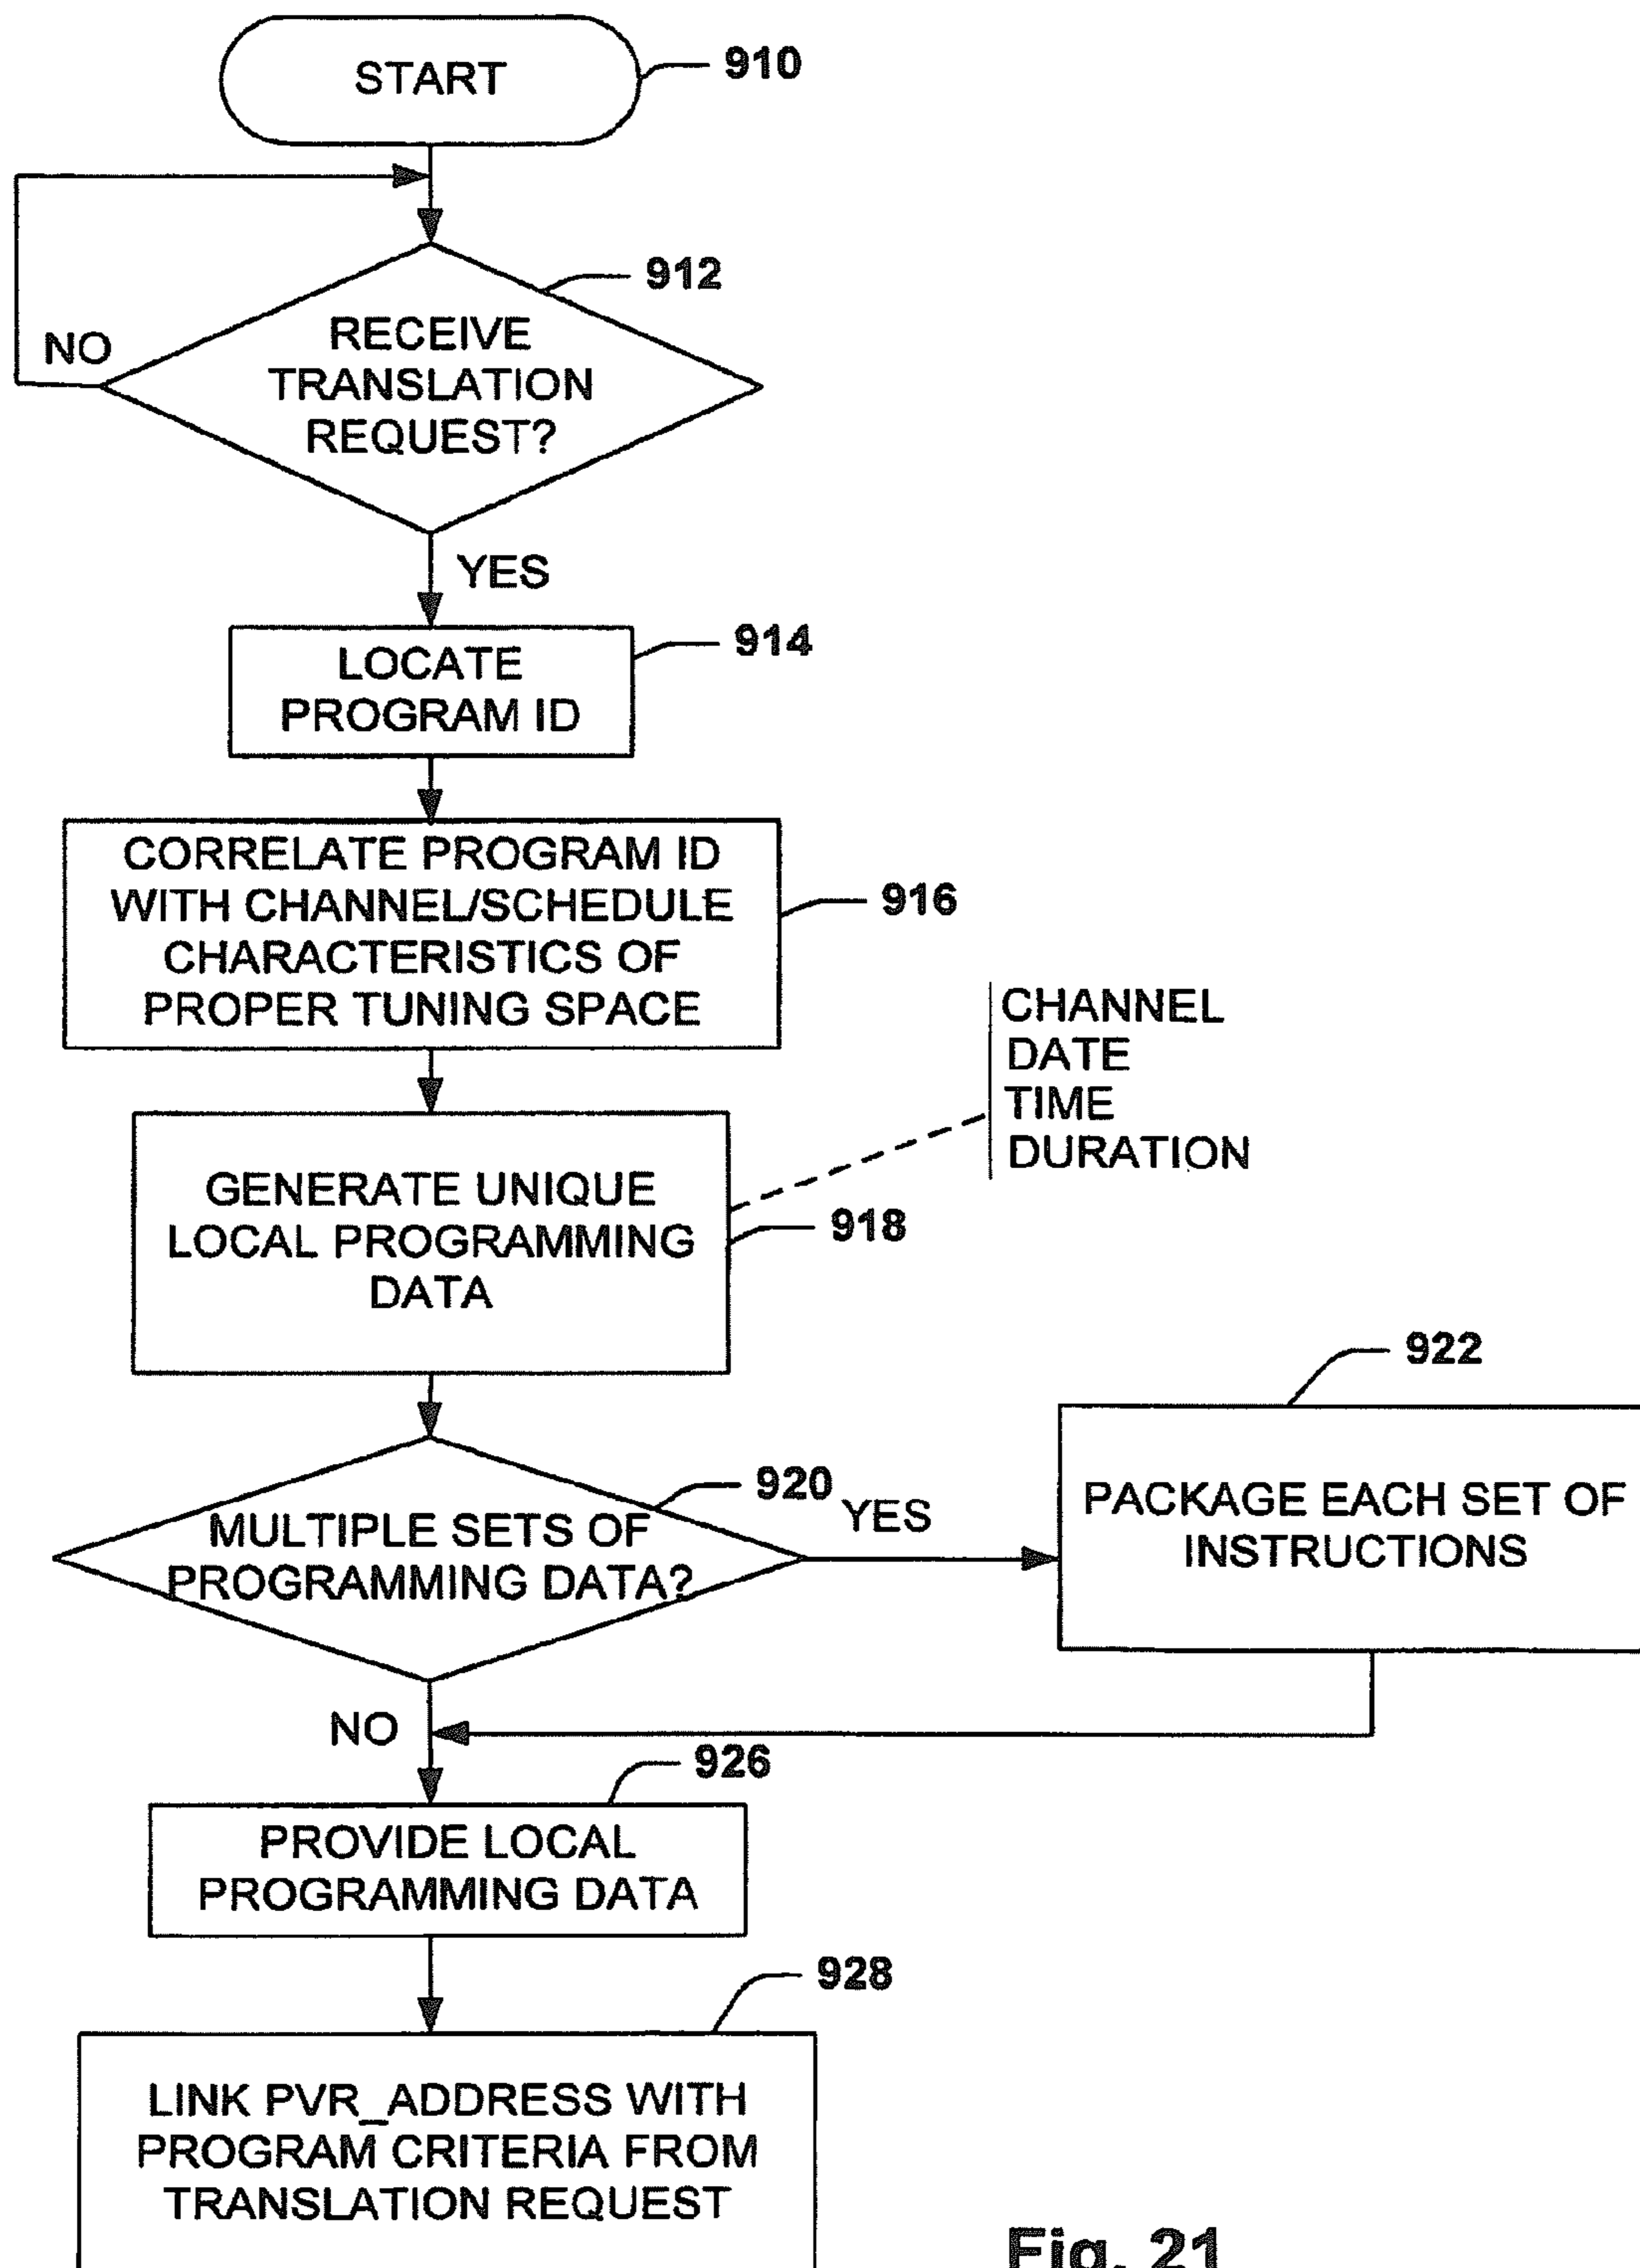 START
910
912
RECEIVE
TRANSLATION
REQUEST?
NO
YES
914
LOCATE
PROGRAM ID
CORRELATE PROGRAM ID
WITH CHANNEL/SCHEDULE
CHARACTERISTICS OF
PROPER TUNING SPACE
916
CHANNEL
DATE
TIME
DURATION
GENERATE UNIQUE
LOCAL PROGRAMMING
DATA
918
922
920
MULTIPLE SETS OF
PROGRAMMING DATA?
YES
PACKAGE EACH SET OF
INSTRUCTIONS
NO
926
PROVIDE LOCAL
PROGRAMMING DATA
928
LINK PVR_ADDRESS WITH
PROGRAM CRITERIA FROM
TRANSLATION REQUEST
Fig. 21